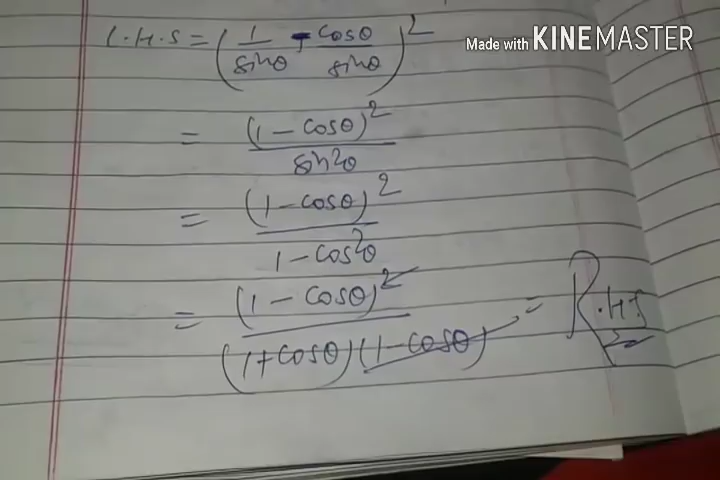 L.H.S = (1/sinθ - cosθ/sinθ)²
Made with KINEMASTER
= (1 - cosθ)²/sin²θ
= (1 - cosθ)²/1 - cos²θ
= (1 - cosθ)²/(1+cosθ)(1-cosθ) = R.H.S